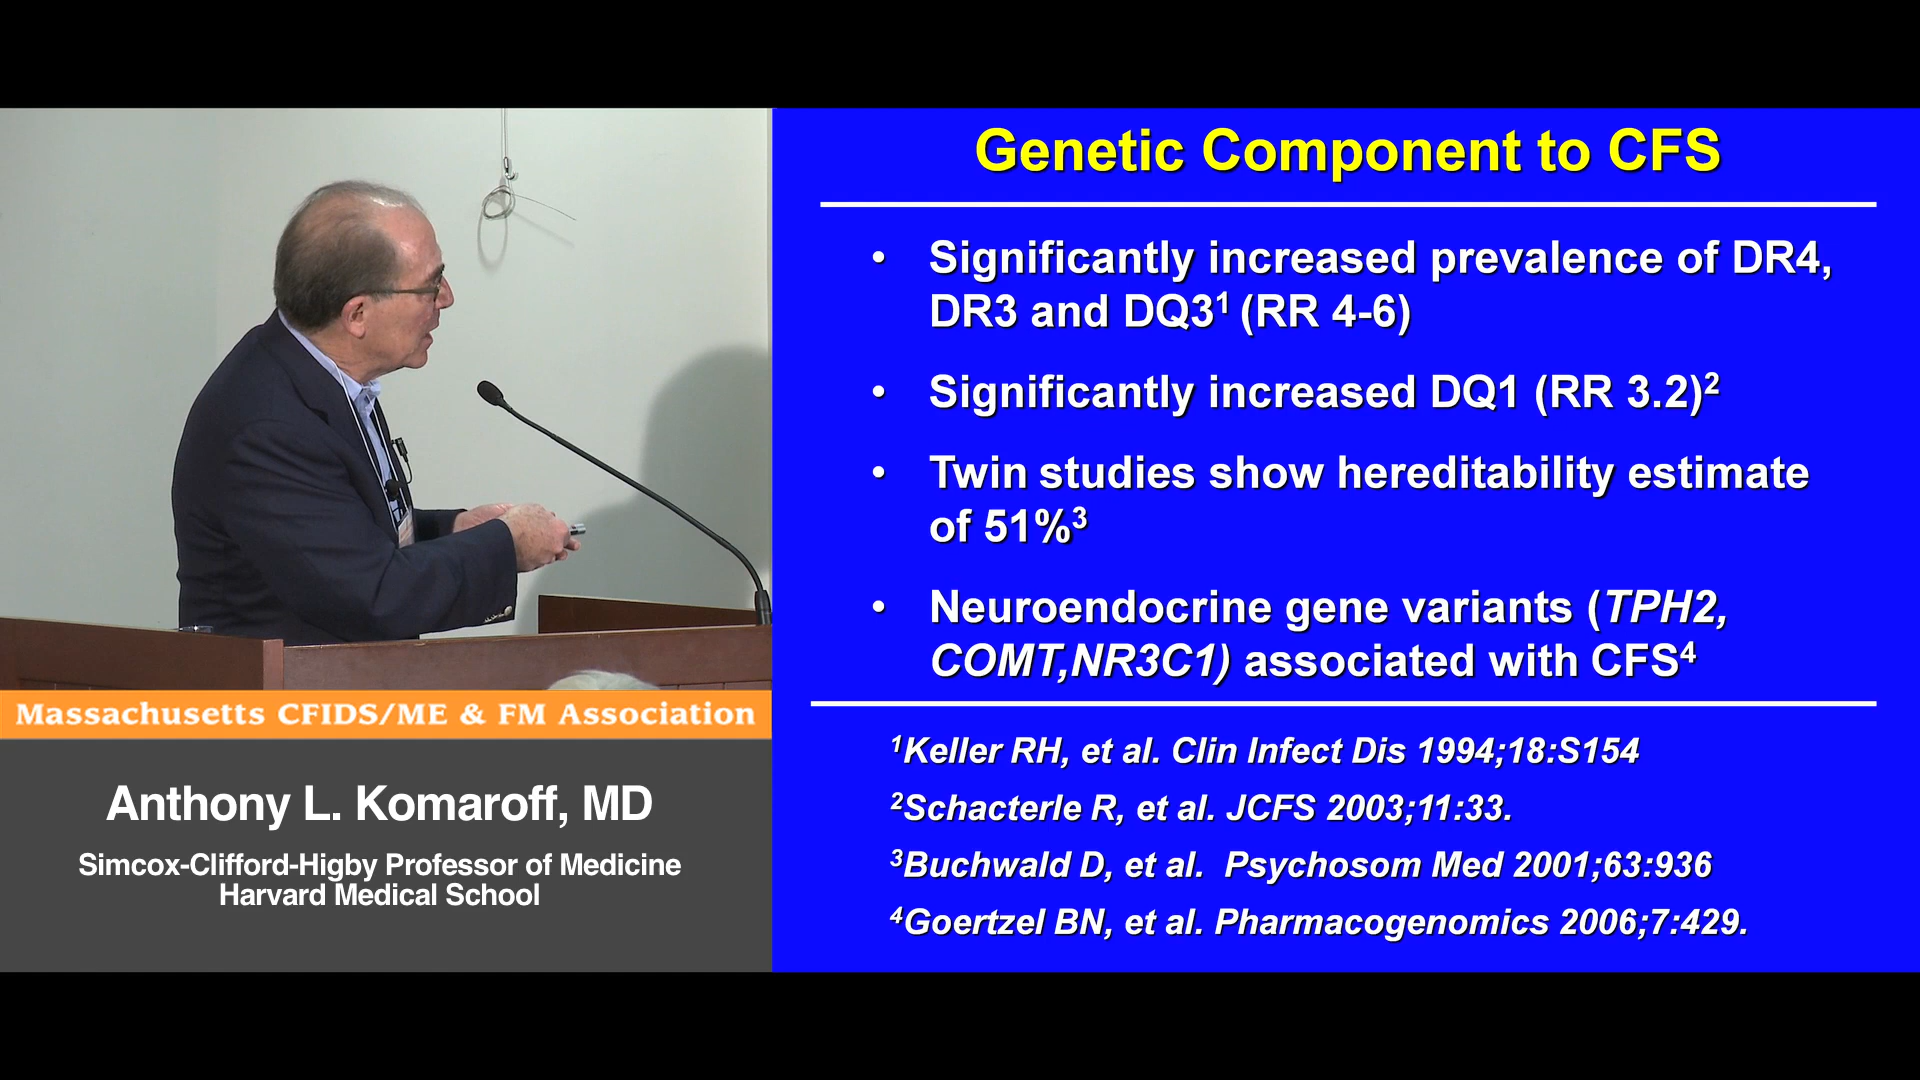 Genetic Component to CFS
• Significantly increased prevalence of DR4,
DR3 and DQ3¹ (RR 4-6)
• Significantly increased DQ1 (RR 3.2)²
• Twin studies show hereditability estimate
of 51%³
• Neuroendocrine gene variants (TPH2,
COMT,NR3C1) associated with CFS⁴
¹Keller RH, et al. Clin Infect Dis 1994;18:S154
²Schacterle R, et al. JCFS 2003;11:33.
³Buchwald D, et al. Psychosom Med 2001;63:936
⁴Goertzel BN, et al. Pharmacogenomics 2006;7:429.
Massachusetts CFIDS/ME & FM Association
Anthony L. Komaroff, MD
Simcox-Clifford-Higby Professor of Medicine
Harvard Medical School